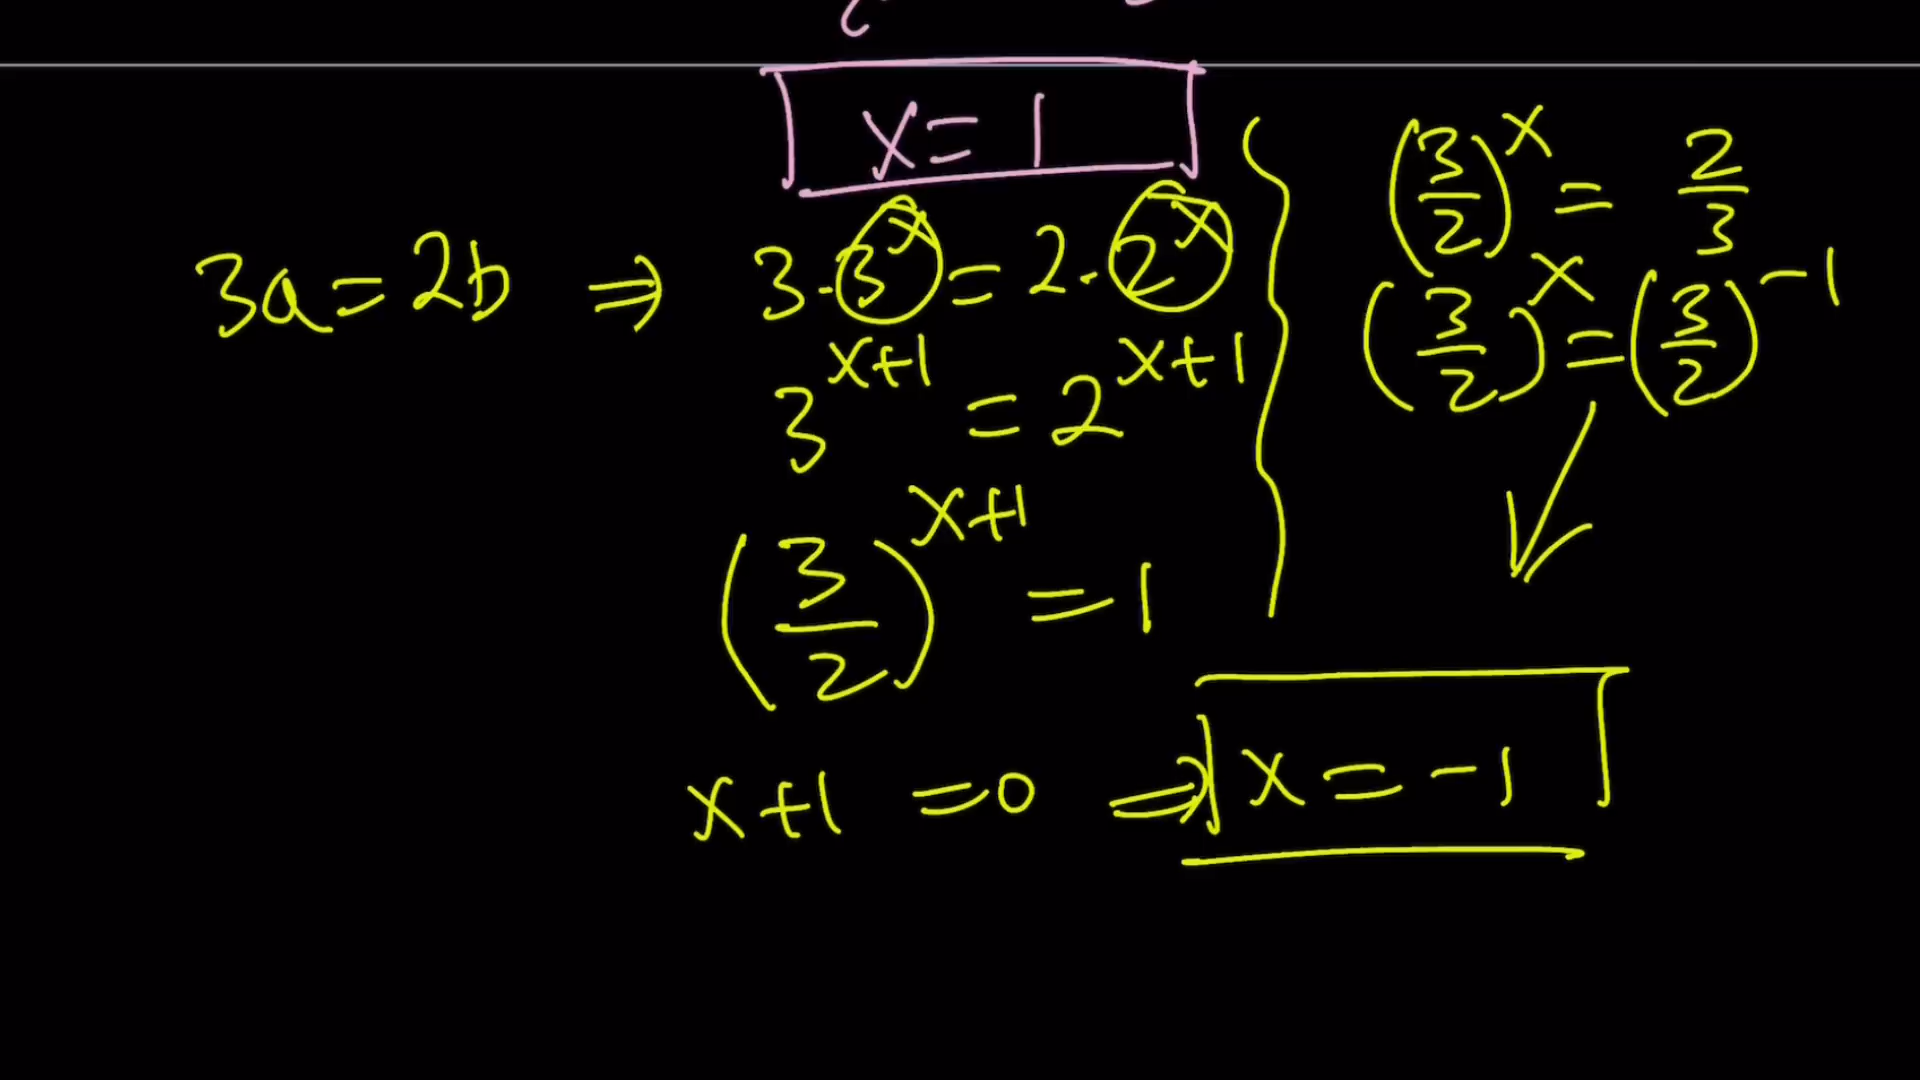 x = 1
3a = 2b ⇒ 3·3^x = 2·2^x
3^(x+1) = 2^(x+1)
(3/2)^(x+1) = 1
x+1 = 0 ⇒ x = -1
(3/2)^x = 2/3
(3/2)^x = (3/2)^-1